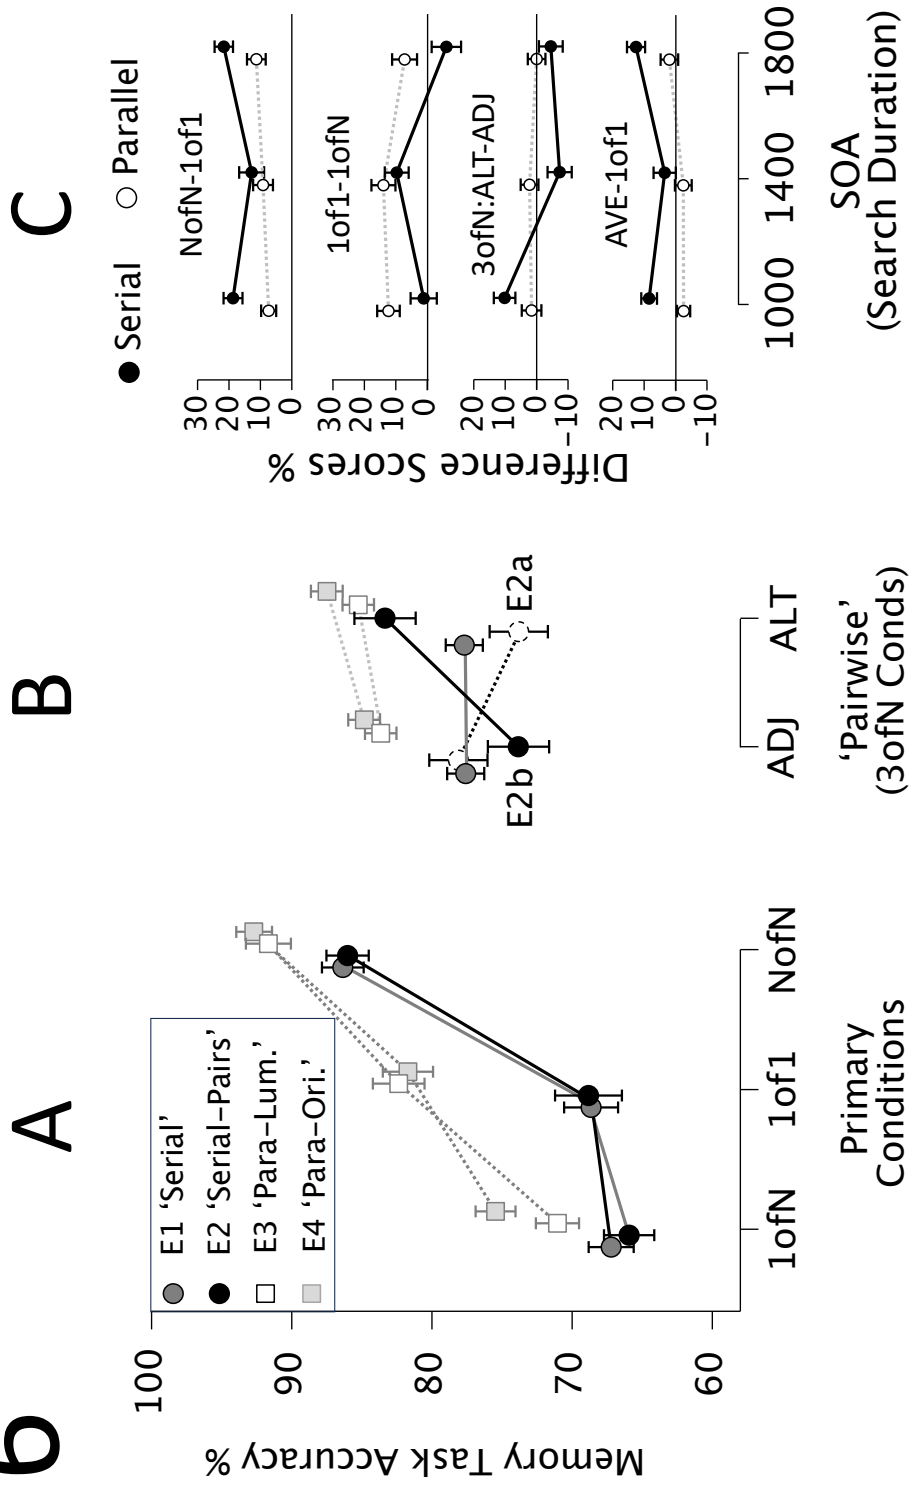 6
A
Memory Task Accuracy %
100
90
80
70
60
E1 ‘Serial’
E2 ‘Serial–Pairs’
E3 ‘Para–Lum.’
E4 ‘Para–Ori.’
1ofN 1of1 NofN
Primary
Conditions
B
E2b
E2a
ADJ ALT
‘Pairwise’
(3ofN Conds)
C
Serial Parallel
Difference Scores %
NofN-1of1
30
20
10
0
1of1-1ofN
30
20
10
0
3ofN:ALT-ADJ
20
10
0
–10
AVE-1of1
20
10
0
–10
1000 1400 1800
SOA
(Search Duration)